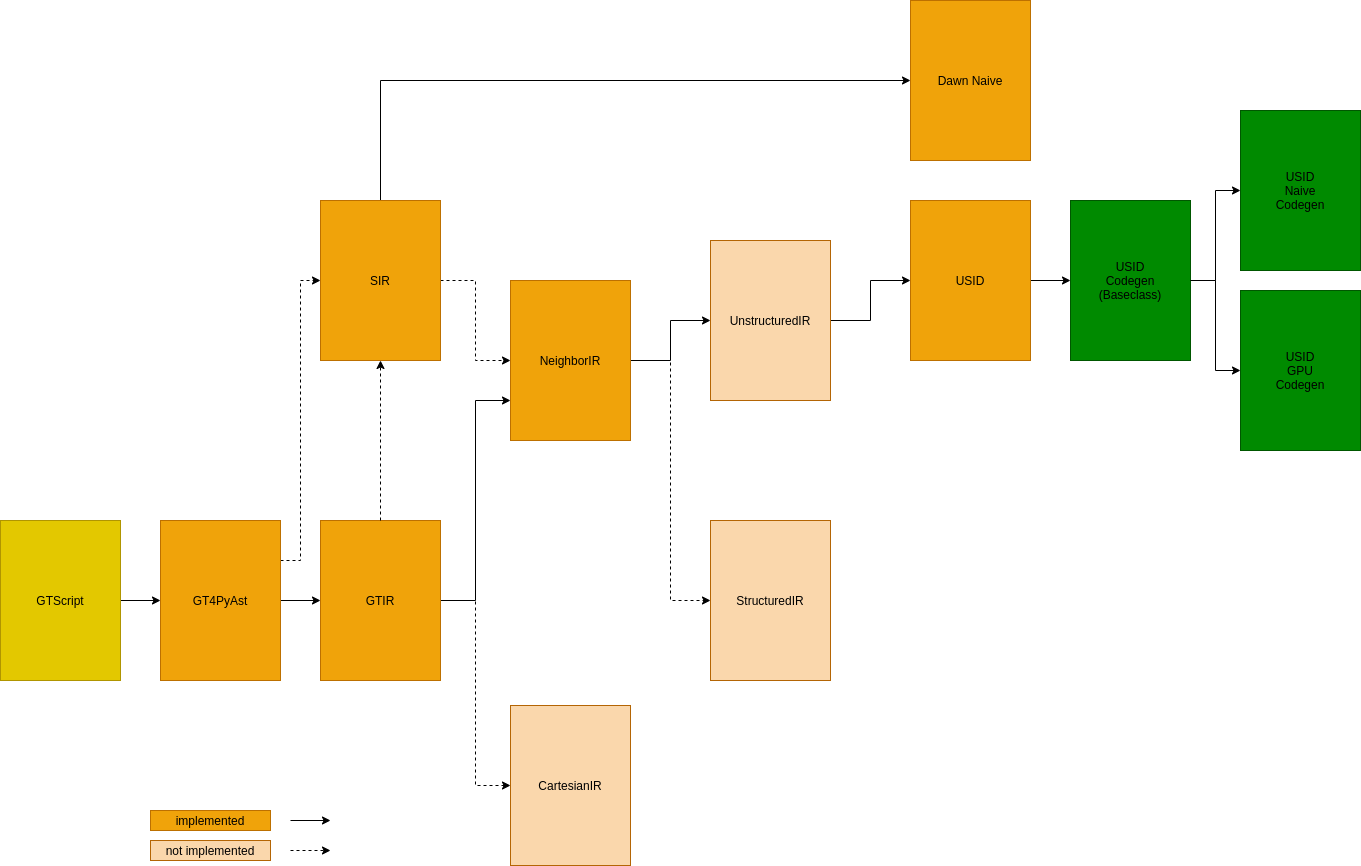 Dawn Naive
USID
Naive
Codegen
SIR
USID
USID
Codegen
(Baseclass)
UnstructuredIR
NeighborIR
USID
GPU
Codegen
GTScript
GT4PyAst
GTIR
StructuredIR
CartesianIR
implemented
not implemented